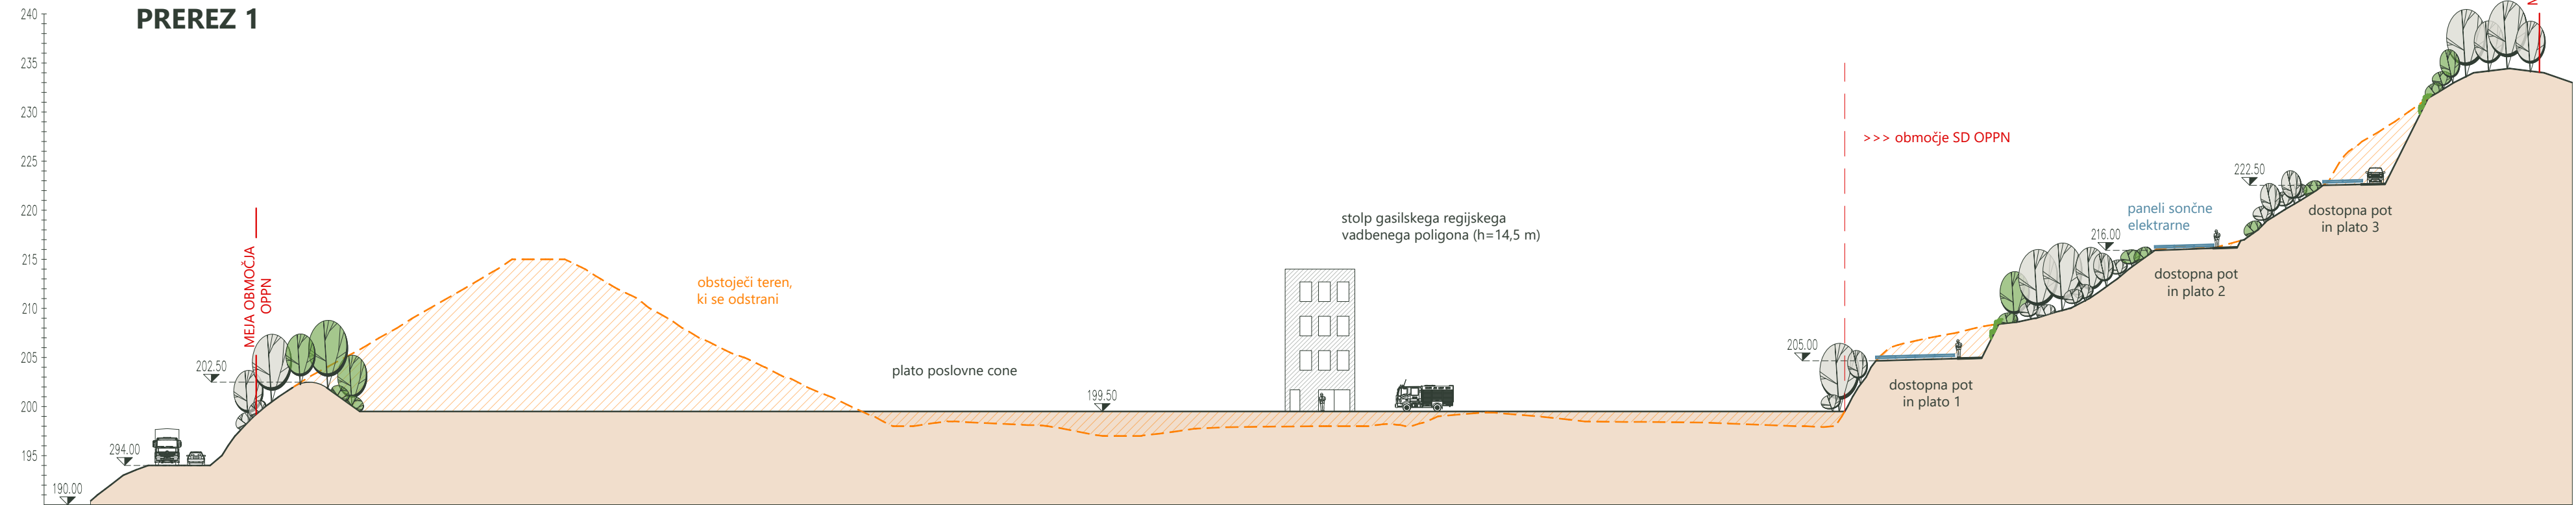 PREREZ 1
240
235
230
225
220
215
210
205
200
195
190.00
294.00
202.50
MEJA OBMOČJA
OPPN
obstoječi teren,
ki se odstrani
plato poslovne cone
199.50
stolp gasilskega regijskega
vadbenega poligona (h=14,5 m)
>>> območje SD OPPN
205.00
dostopna pot
in plato 1
216.00
paneli sončne
elektrarne
dostopna pot
in plato 2
222.50
dostopna pot
in plato 3